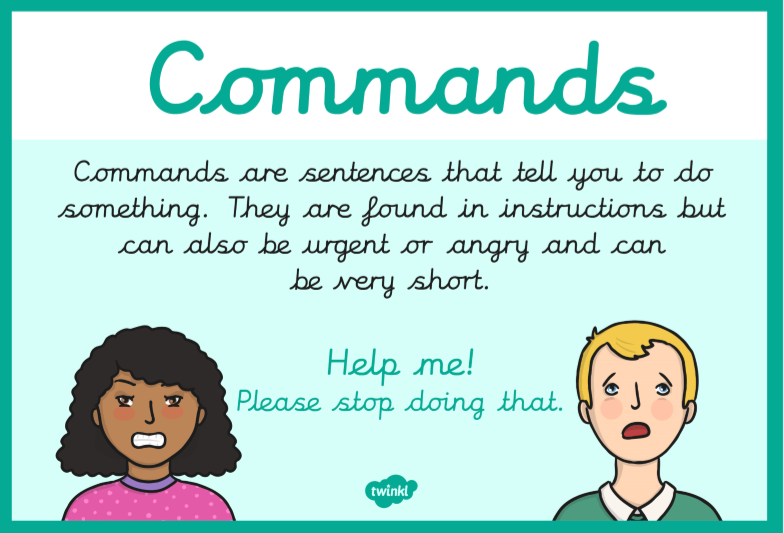 Commands
Commands are sentences that tell you to do
something. They are found in instructions but
can also be urgent or angry and can
be very short.
Help me!
Please stop doing that.
twinkl